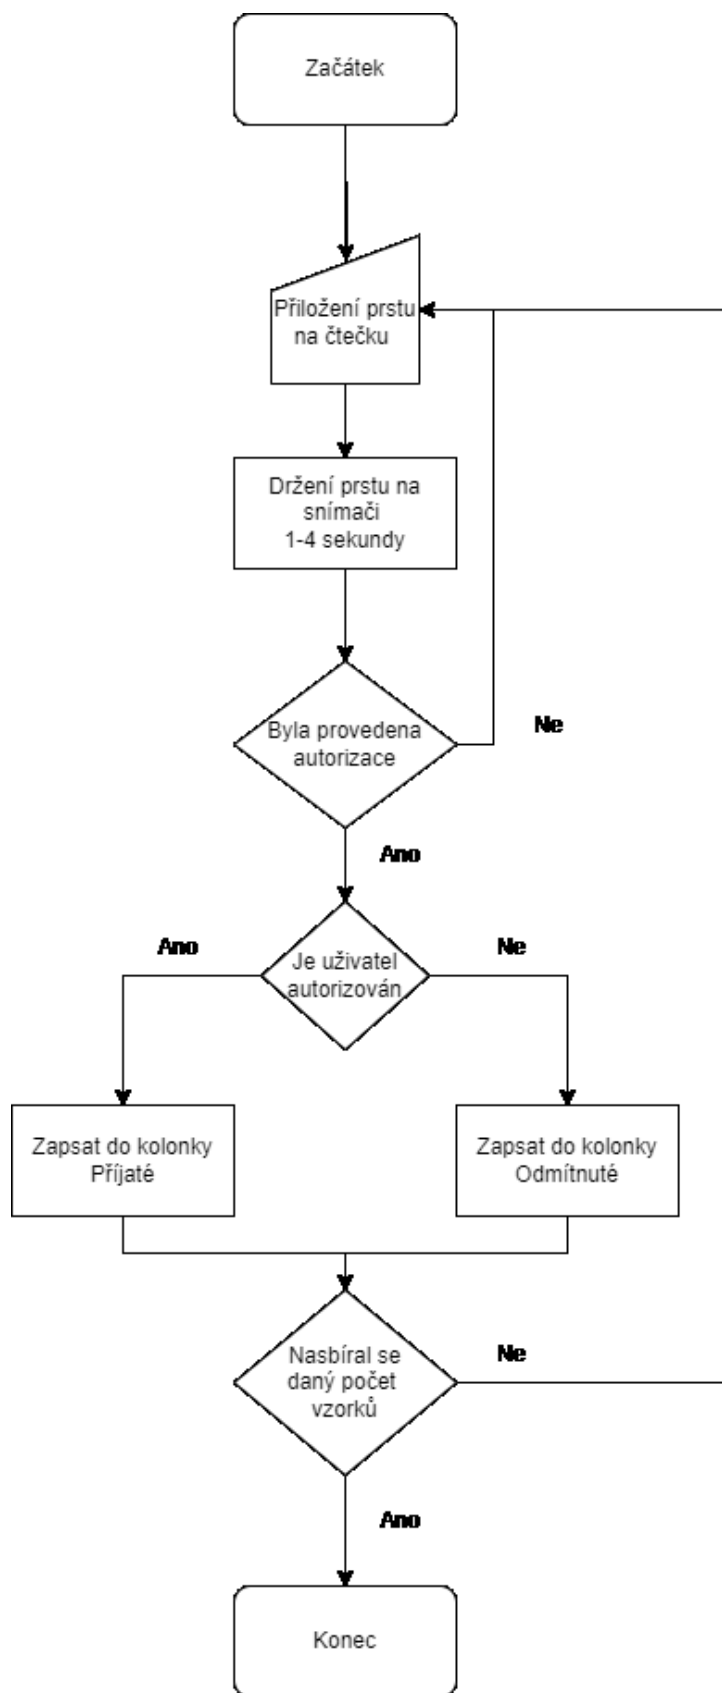 Začátek
Přiložení prstu
na čtečku
Držení prstu na
snímači
1-4 sekundy
Byla provedena
autorizace
Ne
Ano
Je uživatel
autorizován
Ano
Ne
Zapsat do kolonky
Příjaté
Zapsat do kolonky
Odmítnuté
Nasbíral se
daný počet
vzorků
Ne
Ano
Konec